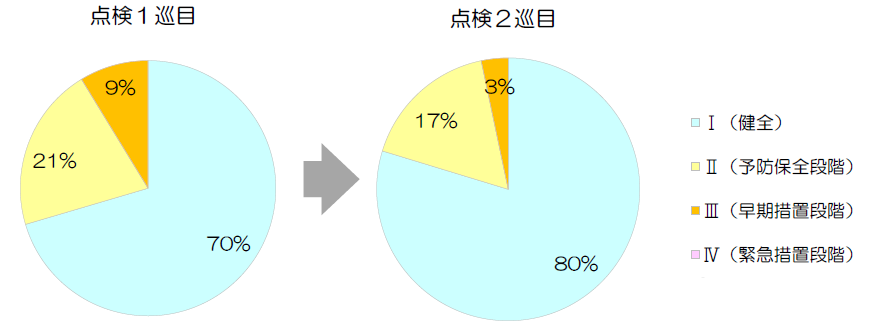 点検１巡目
9%
21%
70%
点検２巡目
3%
17%
80%
Ⅰ（健全）
Ⅱ（予防保全段階）
Ⅲ（早期措置段階）
Ⅳ（緊急措置段階）